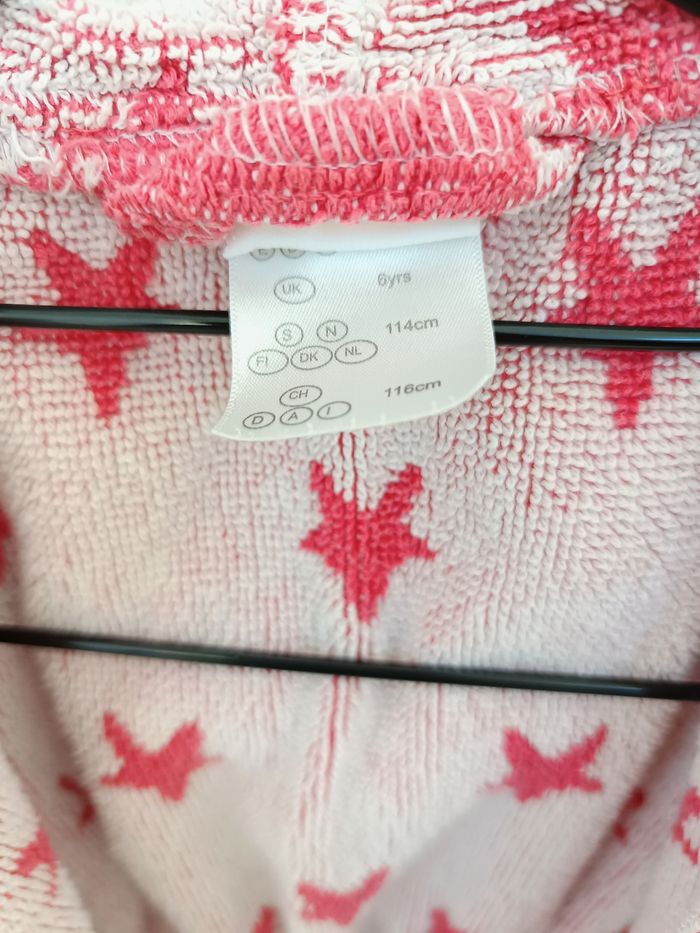 UK 6yrs
S N 114cm
FI DK NL
CH 116cm
D A I